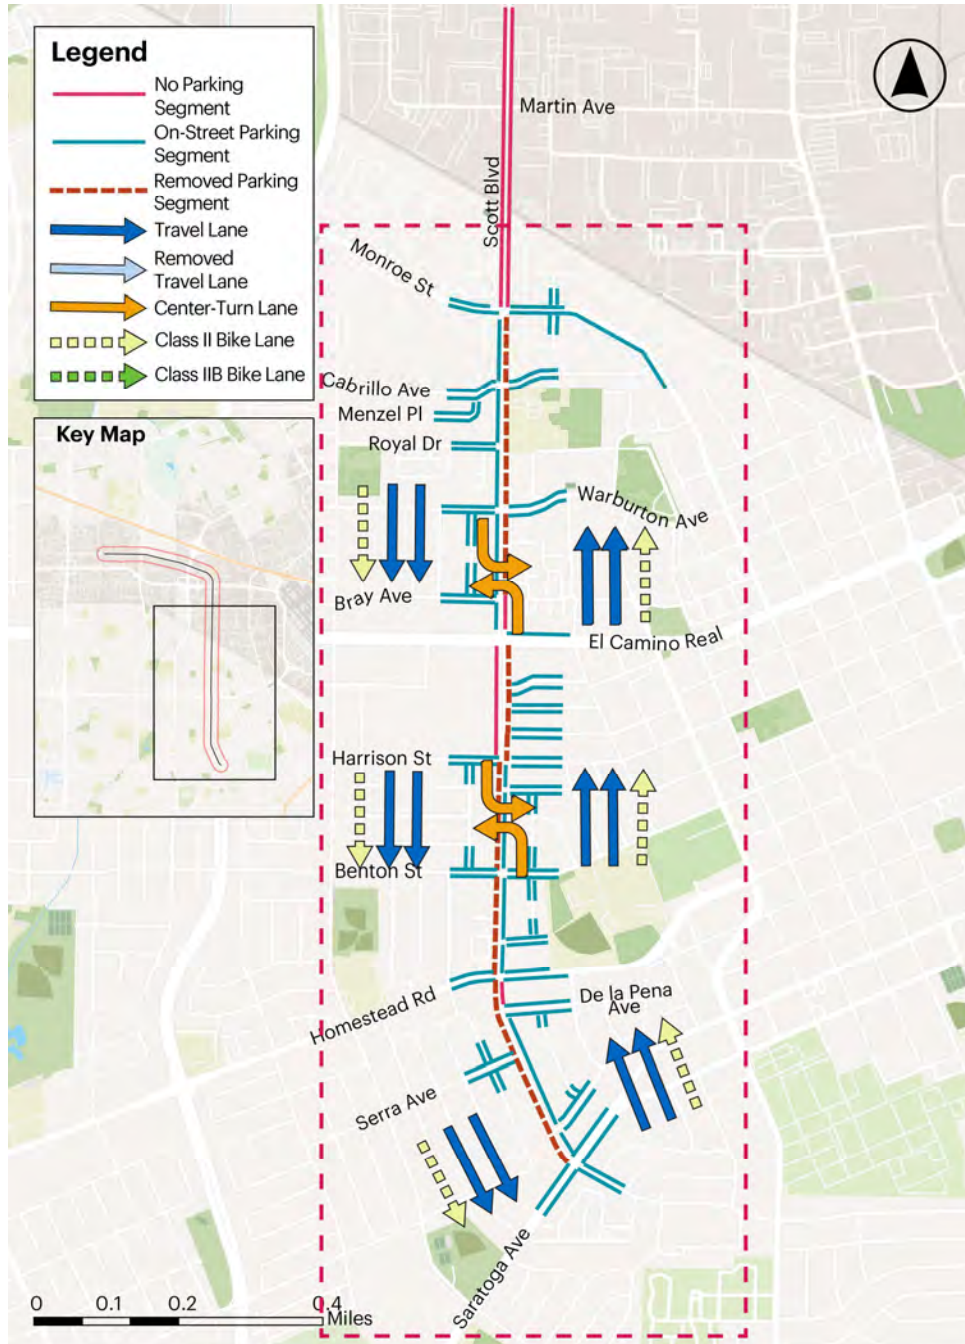 Legend
No Parking
Segment
On-Street Parking
Segment
Removed Parking
Segment
Travel Lane
Removed
Travel Lane
Center-Turn Lane
Class II Bike Lane
Class IIB Bike Lane
Key Map
Martin Ave
Scott Blvd
Monroe St
Cabrillo Ave
Menzel Pl
Royal Dr
Warburton Ave
Bray Ave
El Camino Real
Harrison St
Benton St
De la Pena
Ave
Homestead Rd
Serra Ave
Saratoga Ave
0 0.1 0.2 0.4
Miles